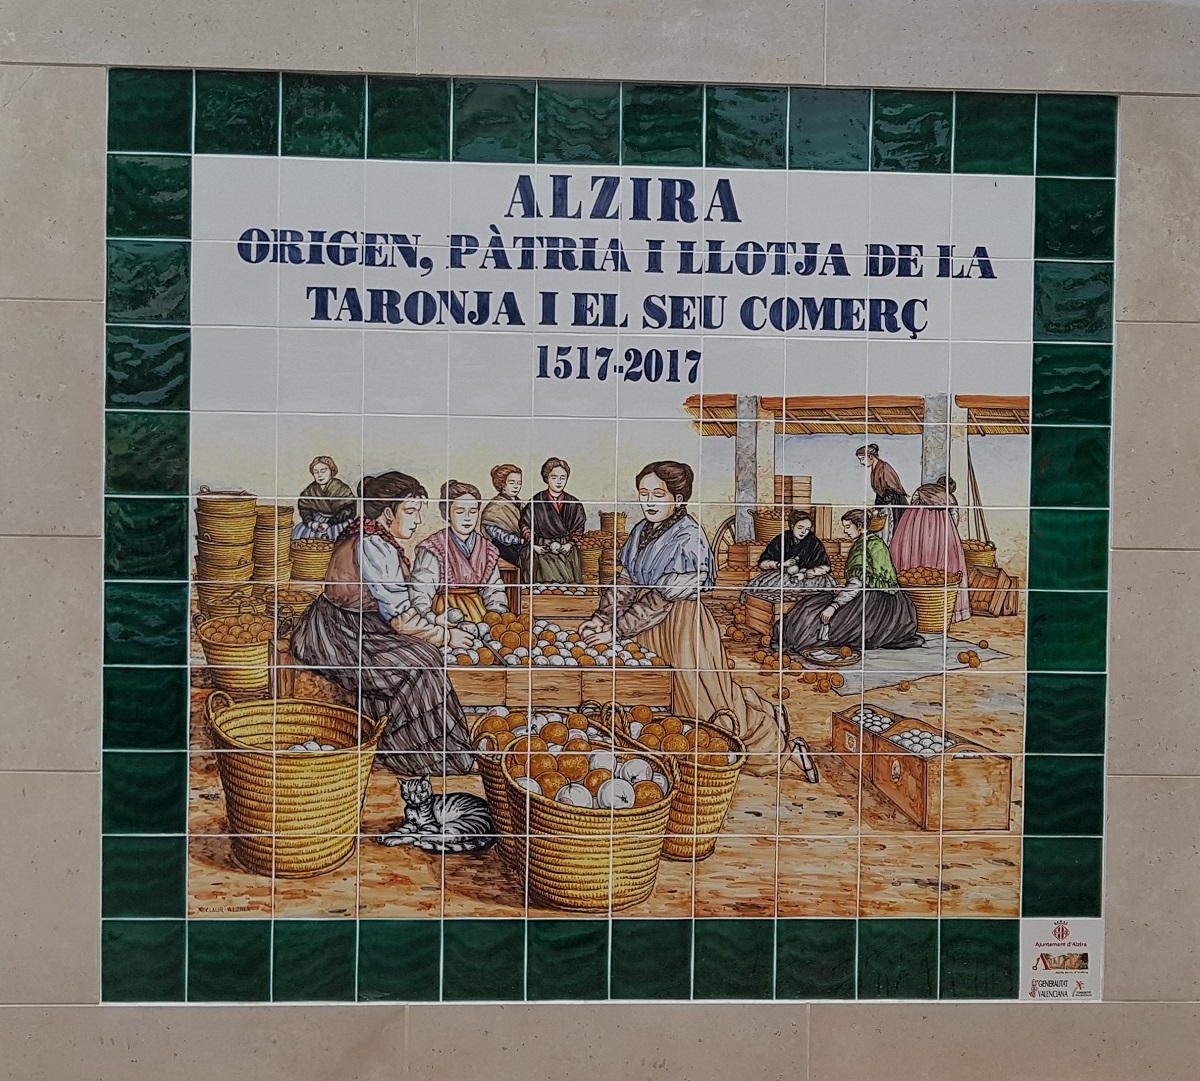 ALZIRA
ORIGEN, PÀTRIA I LLOTJA DE LA
TARONJA I EL SEU COMERÇ
1517-2017
Ajuntament d'Alzira
GENERALITAT
VALENCIANA